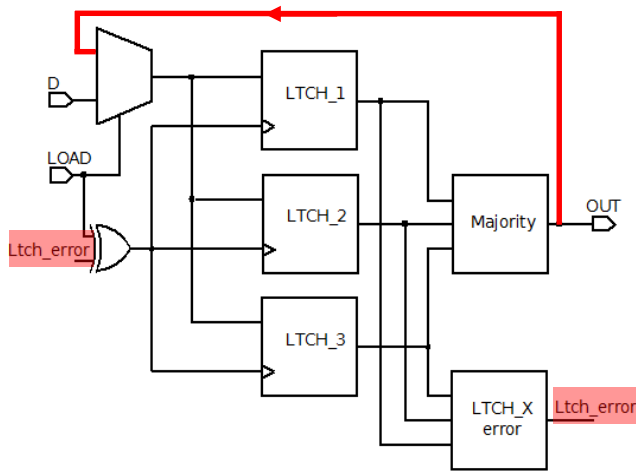 D
LTCH_1
LOAD
LTCH_2
Majority
OUT
Ltch_error
LTCH_3
LTCH_X
error
Ltch_error